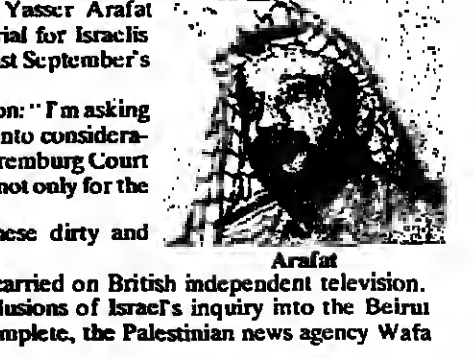 Yasser Arafat
rial for Israelis
st September's
on: "I'm asking
nto considera-
remburg Court
not only for the
nese dirty and
Arafat
carried on British independent television.
lusions of Israel's inquiry into the Beirut
mplete, the Palestinian news agency Wafa